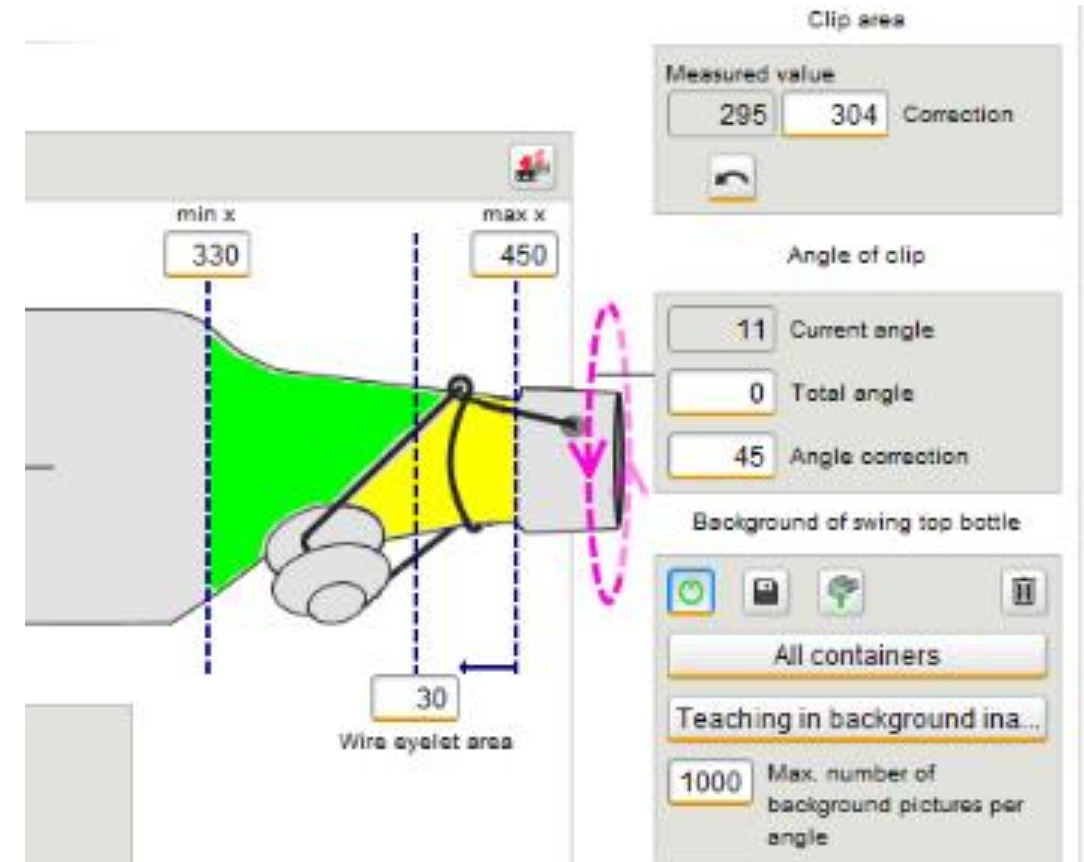 Clip area
Measured value
295 304 Correction
min x max x
330 450
Angle of clip
11 Current angle
0 Total angle
45 Angle correction
Background of swing top bottle
All containers
30
Wire eyelet area
Teaching in background ina...
1000 Max. number of
background pictures per
angle